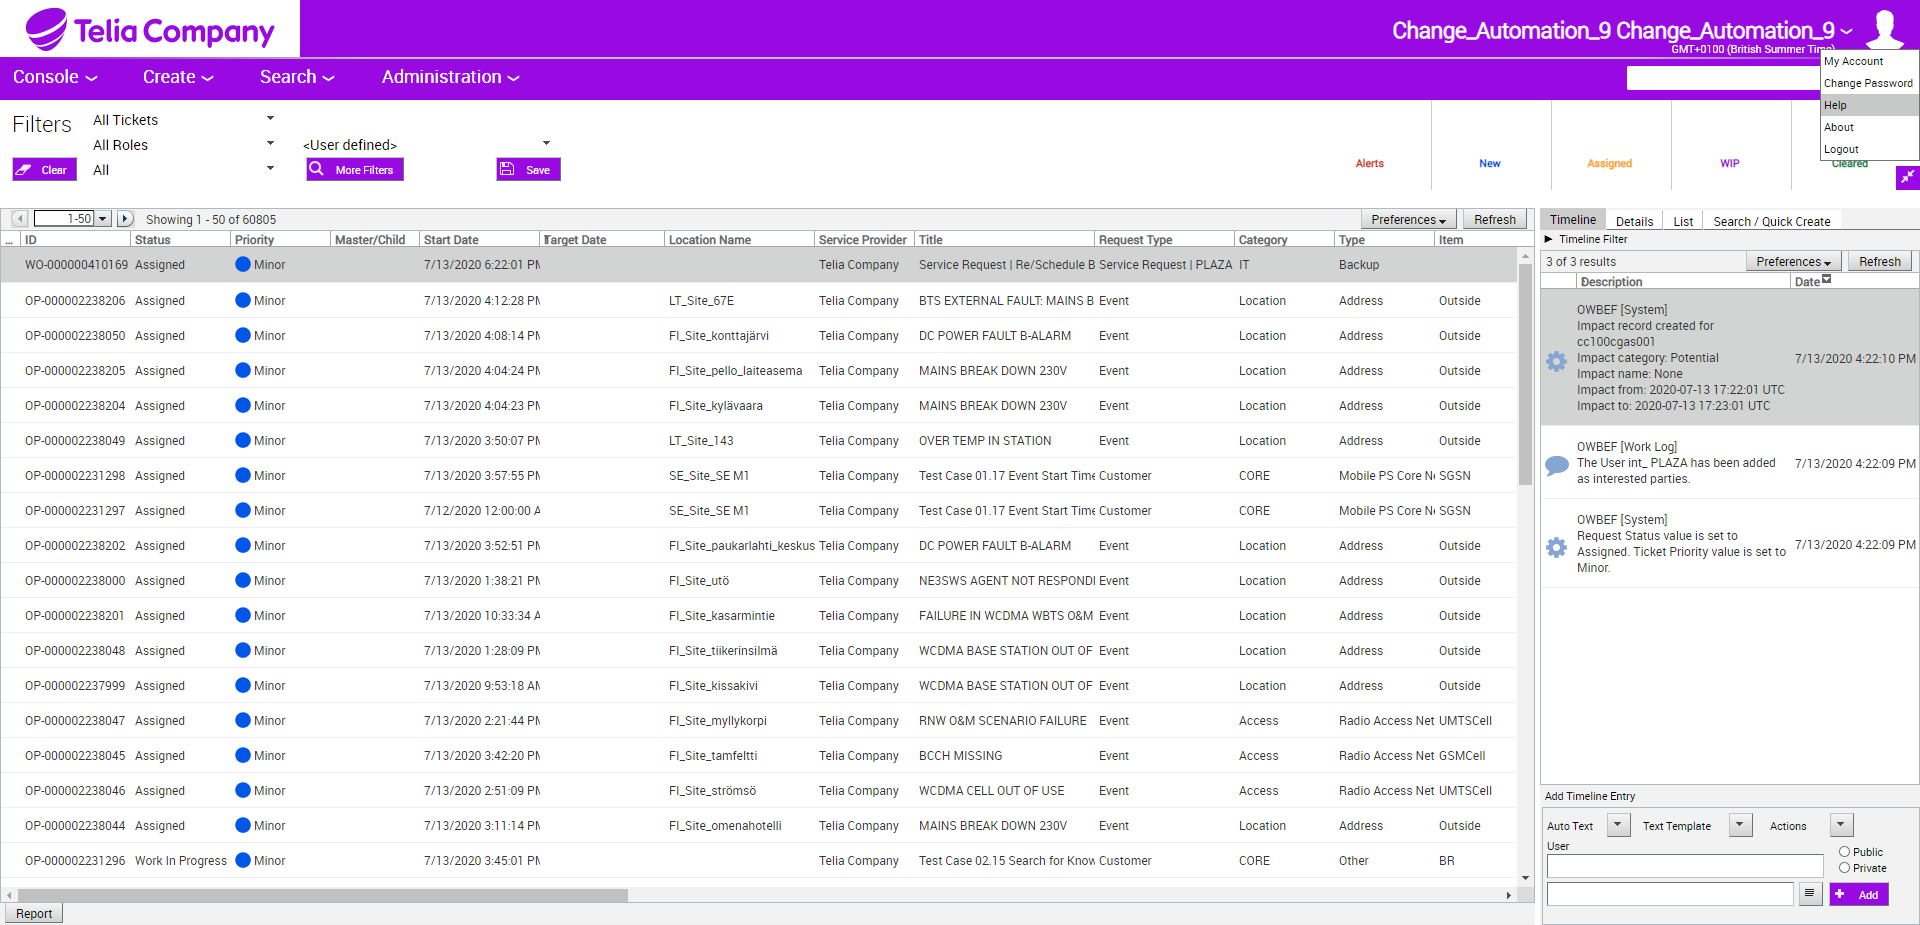 Telia Company
Change_Automation_9 Change_Automation_9
GMT+0100 (British Summer Time)
Console Create Search Administration
My Account
Change Password
Help
About
Logout
Filters
All Tickets
All Roles
<User defined>
Clear
All
More Filters
Save
Alerts New Assigned WIP Cleared
1-50 Showing 1 - 50 of 60805 Preferences Refresh
... ID Status Priority Master/Child Start Date Target Date Location Name Service Provider Title Request Type Category Type Item
WO-000000410169 Assigned Minor 7/13/2020 6:22:01 PM Telia Company Service Request | Re/Schedule B Service Request | PLAZA IT Backup
OP-000002238206 Assigned Minor 7/13/2020 4:12:28 PM LT_Site_67E Telia Company BTS EXTERNAL FAULT: MAINS B Event Location Address Outside
OP-000002238050 Assigned Minor 7/13/2020 4:08:14 PM FI_Site_konttajärvi Telia Company DC POWER FAULT B-ALARM Event Location Address Outside
OP-000002238205 Assigned Minor 7/13/2020 4:04:24 PM FI_Site_pello_laiteasema Telia Company MAINS BREAK DOWN 230V Event Location Address Outside
OP-000002238204 Assigned Minor 7/13/2020 4:04:23 PM FI_Site_kylävaara Telia Company MAINS BREAK DOWN 230V Event Location Address Outside
OP-000002238049 Assigned Minor 7/13/2020 3:50:07 PM LT_Site_143 Telia Company OVER TEMP IN STATION Event Location Address Outside
OP-000002231298 Assigned Minor 7/13/2020 3:57:55 PM SE_Site_SE M1 Telia Company Test Case 01.17 Event Start Time Customer CORE Mobile PS Core Ne SGSN
OP-000002231297 Assigned Minor 7/12/2020 12:00:00 A SE_Site_SE M1 Telia Company Test Case 01.17 Event Start Time Customer CORE Mobile PS Core Ne SGSN
OP-000002238202 Assigned Minor 7/13/2020 3:52:51 PM FI_Site_paukarlahti_keskus Telia Company DC POWER FAULT B-ALARM Event Location Address Outside
OP-000002238000 Assigned Minor 7/13/2020 1:38:21 PM FI_Site_utö Telia Company NE3SWS AGENT NOT RESPONDI Event Location Address Outside
OP-000002238201 Assigned Minor 7/13/2020 10:33:34 A FI_Site_kasarmintie Telia Company FAILURE IN WCDMA WBTS O&M Event Location Address Outside
OP-000002238048 Assigned Minor 7/13/2020 1:28:09 PM FI_Site_tiikerinsilmä Telia Company WCDMA BASE STATION OUT OF Event Location Address Outside
OP-000002237999 Assigned Minor 7/13/2020 9:53:18 AM FI_Site_kissakivi Telia Company WCDMA BASE STATION OUT OF Event Location Address Outside
OP-000002238047 Assigned Minor 7/13/2020 2:21:44 PM FI_Site_myllykorpi Telia Company RNW O&M SCENARIO FAILURE Event Access Radio Access Net UMTSCell
OP-000002238045 Assigned Minor 7/13/2020 3:42:20 PM FI_Site_tamfeltti Telia Company BCCH MISSING Event Access Radio Access Net GSMCell
OP-000002238046 Assigned Minor 7/13/2020 2:51:09 PM FI_Site_strömsö Telia Company WCDMA CELL OUT OF USE Event Access Radio Access Net UMTSCell
OP-000002238044 Assigned Minor 7/13/2020 3:11:14 PM FI_Site_omenahotelli Telia Company MAINS BREAK DOWN 230V Event Location Address Outside
OP-000002231296 Work In Progress Minor 7/13/2020 3:45:01 PM Telia Company Test Case 02.15 Search for Know Customer CORE Other BR
Report
Timeline Details List Search / Quick Create
Timeline Filter
3 of 3 results Preferences Refresh
Description Date
OWBEF [System]
Impact record created for
cc100cgas001
Impact category: Potential
7/13/2020 4:22:10 PM
Impact name: None
Impact from: 2020-07-13 17:22:01 UTC
Impact to: 2020-07-13 17:23:01 UTC
OWBEF [Work Log]
The User int_ PLAZA has been added
7/13/2020 4:22:09 PM
as interested parties.
OWBEF [System]
Request Status value is set to
Assigned. Ticket Priority value is set to
7/13/2020 4:22:09 PM
Minor.
Add Timeline Entry
Auto Text Text Template Actions
User
Public
Private
Add